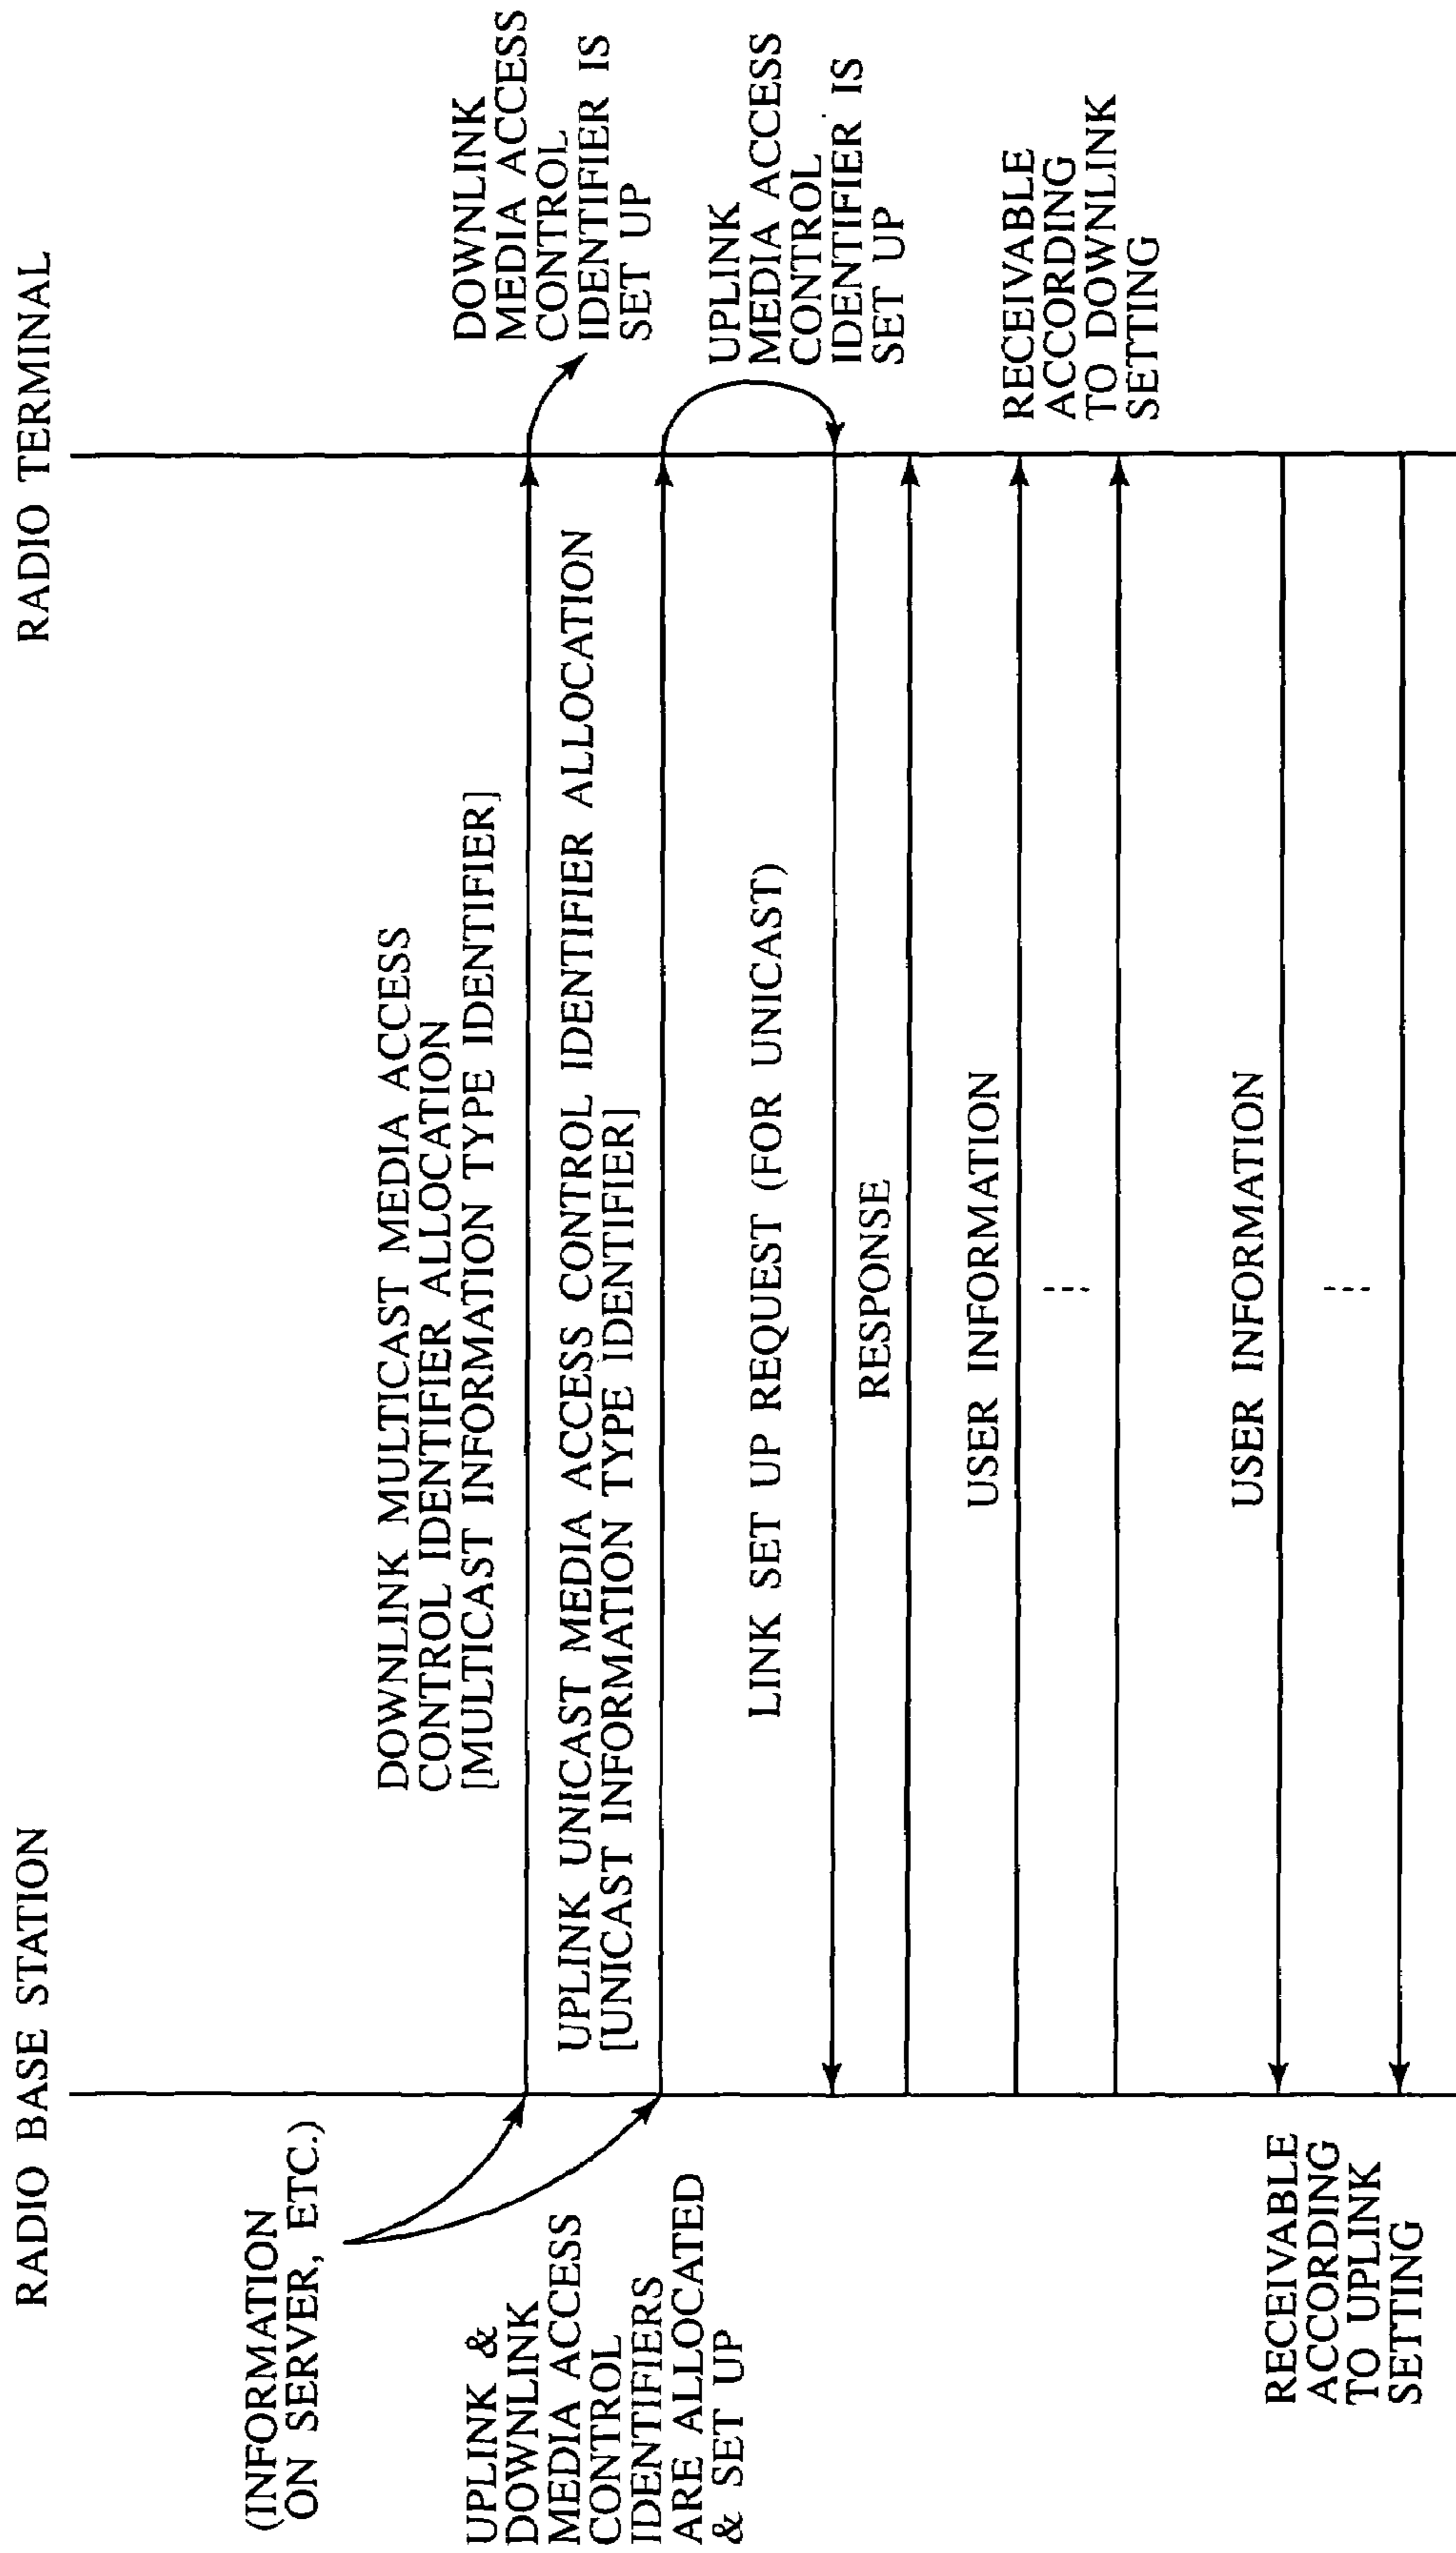 RADIO BASE STATION
RADIO TERMINAL
(INFORMATION
ON SERVER, ETC.)
UPLINK &
DOWNLINK
MEDIA ACCESS
CONTROL
IDENTIFIERS
ARE ALLOCATED
& SET UP
DOWNLINK MULTICAST MEDIA ACCESS
CONTROL IDENTIFIER ALLOCATION
[MULTICAST INFORMATION TYPE IDENTIFIER]
DOWNLINK
MEDIA ACCESS
CONTROL
IDENTIFIER IS
SET UP
UPLINK UNICAST MEDIA ACCESS CONTROL IDENTIFIER ALLOCATION
[UNICAST INFORMATION TYPE IDENTIFIER]
UPLINK
MEDIA ACCESS
CONTROL
IDENTIFIER IS
SET UP
LINK SET UP REQUEST (FOR UNICAST)
RESPONSE
USER INFORMATION
RECEIVABLE
ACCORDING
TO DOWNLINK
SETTING
USER INFORMATION
RECEIVABLE
ACCORDING
TO UPLINK
SETTING